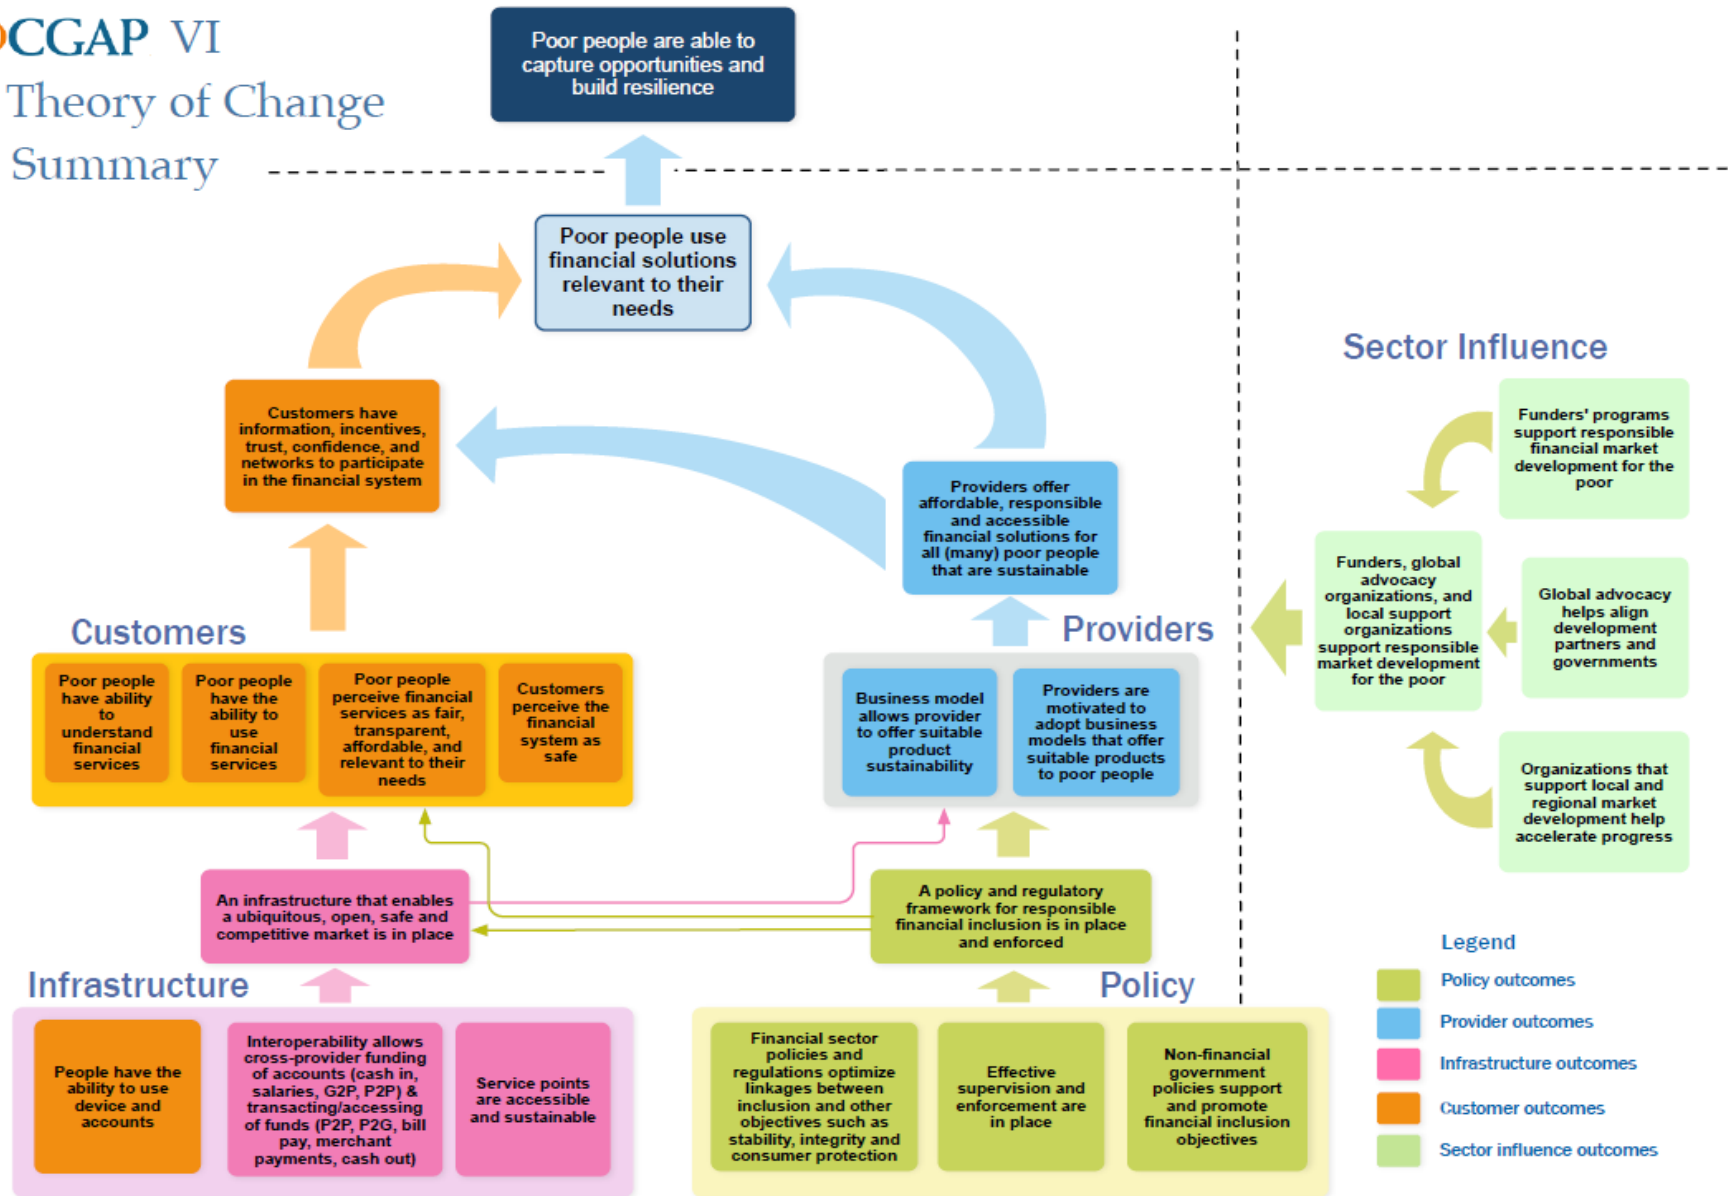 CGAP VI
Theory of Change
Summary
Poor people are able to
capture opportunities and
build resilience
Poor people use
financial solutions
relevant to their
needs
Customers have
information, incentives,
trust, confidence, and
networks to participate
in the financial system
Providers offer
affordable, responsible
and accessible
financial solutions for
all (many) poor people
that are sustainable
Customers
Poor people
have ability
to
understand
financial
services
Poor people
have the
ability to
use
financial
services
Poor people
perceive financial
services as fair,
transparent,
affordable, and
relevant to their
needs
Customers
perceive the
financial
system as
safe
Providers
Business model
allows provider
to offer suitable
product
sustainability
Providers are
motivated to
adopt business
models that offer
suitable products
to poor people
An infrastructure that enables
a ubiquitous, open, safe and
competitive market is in place
A policy and regulatory
framework for responsible
financial inclusion is in place
and enforced
Infrastructure
People have the
ability to use
device and
accounts
Interoperability allows
cross-provider funding
of accounts (cash in,
salaries, G2P, P2P) &
transacting/accessing
of funds (P2P, P2G, bill
pay, merchant
payments, cash out)
Service points
are accessible
and sustainable
Policy
Financial sector
policies and
regulations optimize
linkages between
inclusion and other
objectives such as
stability, integrity and
consumer protection
Effective
supervision and
enforcement are
in place
Non-financial
government
policies support
and promote
financial inclusion
objectives
Sector Influence
Funders' programs
support responsible
financial market
development for the
poor
Funders, global
advocacy
organizations, and
local support
organizations
support responsible
market development
for the poor
Global advocacy
helps align
development
partners and
governments
Organizations that
support local and
regional market
development help
accelerate progress
Legend
Policy outcomes
Provider outcomes
Infrastructure outcomes
Customer outcomes
Sector influence outcomes